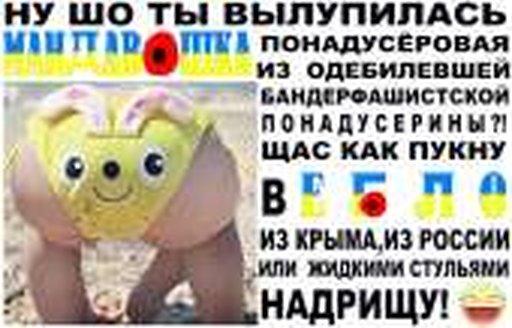 НУ ШО ТЫ ВЫЛУПИЛАСЬ
МАНДАВОШКА
ПОНАДУСЁРОВАЯ
ИЗ ОДЕБИЛЕВШЕЙ
БАНДЕРФАШИСТСКОЙ
ПОНАДУСЕРИНЫ?!
ЩАС КАК ПУКНУ
В ЕБЛО
ИЗ КРЫМА,ИЗ РОССИИ
ИЛИ ЖИДКИМИ СТУЛЬЯМИ
НАДРИЩУ!